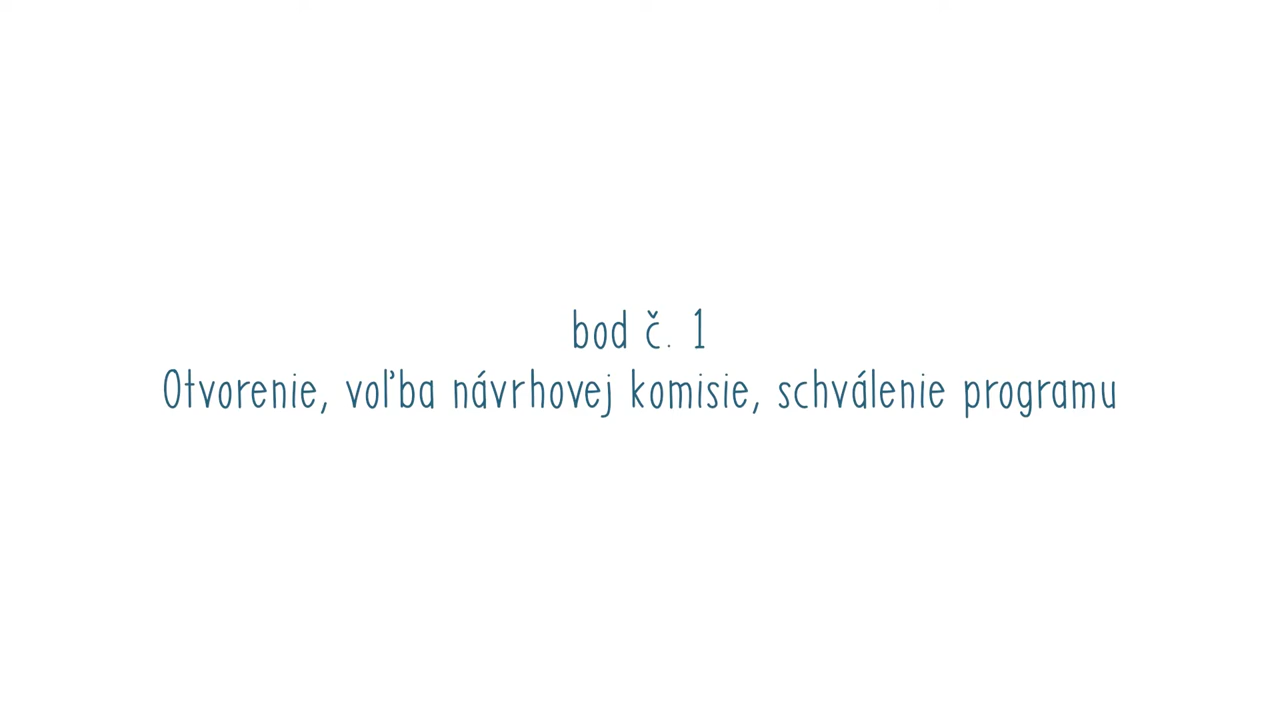 bod č. 1
Otvorenie, voľba návrhovej komisie, schválenie programu